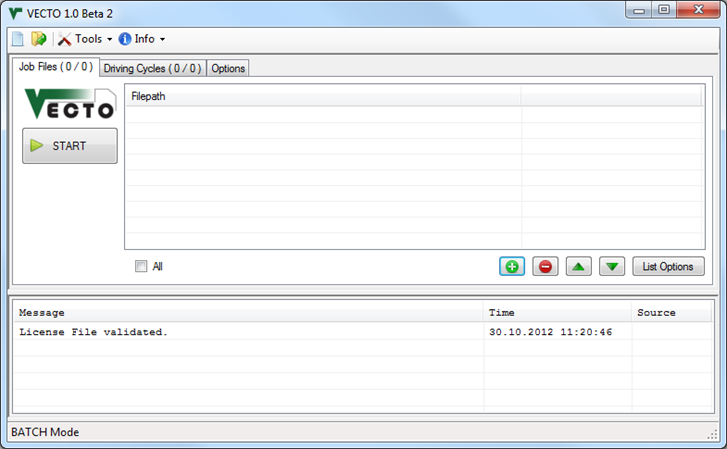 VECTO 1.0 Beta 2
Tools Info
Job Files ( 0 / 0 ) Driving Cycles ( 0 / 0 ) Options
VECTO
Filepath
START
All
List Options
Message Time Source
License File validated. 30.10.2012 11:20:46
BATCH Mode